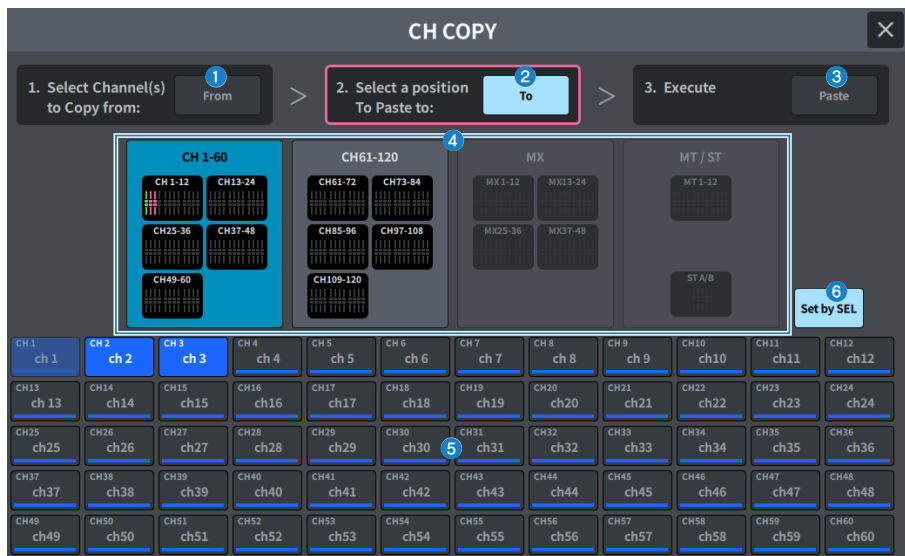 CH COPY
1. Select Channel(s) to Copy from:
1
From
>
2. Select a position To Paste to:
2
To
>
3. Execute
3
Paste
4
CH 1-60
CH61-120
MX
MT / ST
CH 1-12 CH13-24
CH61-72 CH73-84
MX 1-12 MX13-24
MT 1-12
CH25-36 CH37-48
CH85-96 CH97-108
MX25-36 MX37-48
CH49-60
CH109-120
ST A/B
6
Set by SEL
CH 1 CH 2 CH 3 CH 4 CH 5 CH 6 CH 7 CH 8 CH 9 CH10 CH11 CH12
ch 1 ch 2 ch 3 ch 4 ch 5 ch 6 ch 7 ch 8 ch 9 ch10 ch11 ch12
CH13 CH14 CH15 CH16 CH17 CH18 CH19 CH20 CH21 CH22 CH23 CH24
ch 13 ch14 ch15 ch16 ch17 ch18 ch19 ch20 ch21 ch22 ch23 ch24
CH25 CH26 CH27 CH28 CH29 CH30 CH31 CH32 CH33 CH34 CH35 CH36
ch25 ch26 ch27 ch28 ch29 ch30 5 ch31 ch32 ch33 ch34 ch35 ch36
CH37 CH38 CH39 CH40 CH41 CH42 CH43 CH44 CH45 CH46 CH47 CH48
ch37 ch38 ch39 ch40 ch41 ch42 ch43 ch44 ch45 ch46 ch47 ch48
CH49 CH50 CH51 CH52 CH53 CH54 CH55 CH56 CH57 CH58 CH59 CH60
ch49 ch50 ch51 ch52 ch53 ch54 ch55 ch56 ch57 ch58 ch59 ch60